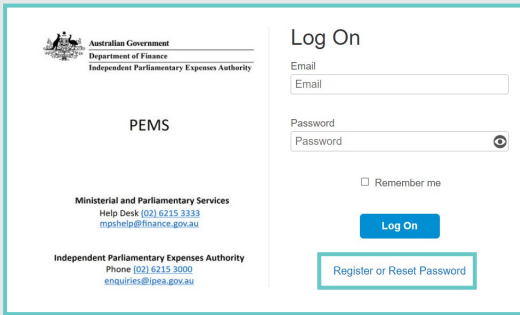 Australian Government
Department of Finance
Independent Parliamentary Expenses Authority
PEMS
Ministerial and Parliamentary Services
Help Desk (02) 6215 3333
mpshelp@finance.gov.au
Independent Parliamentary Expenses Authority
Phone (02) 6215 3000
enquiries@ipea.gov.au
Log On
Email
Email
Password
Password
Remember me
Log On
Register or Reset Password